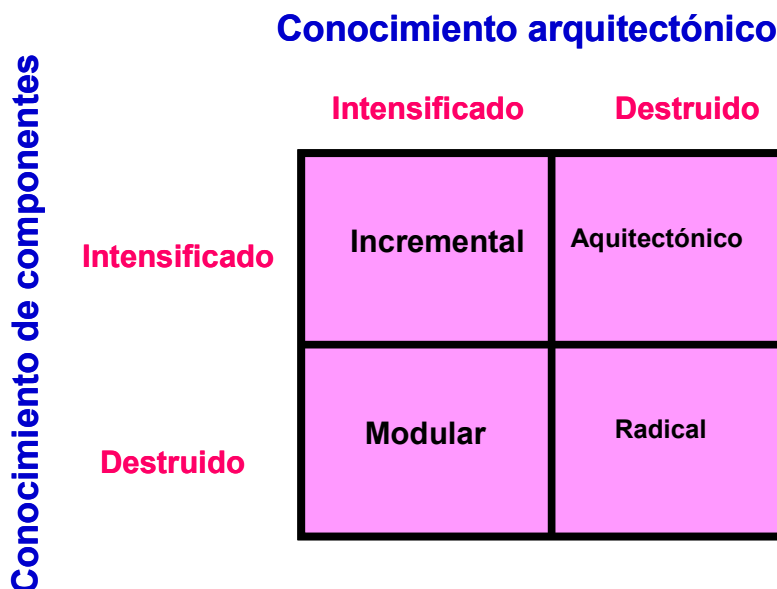 Conocimiento arquitectónico
Conocimiento de componentes
Intensificado
Destruido
Intensificado
Incremental
Aquitectónico
Destruido
Modular
Radical